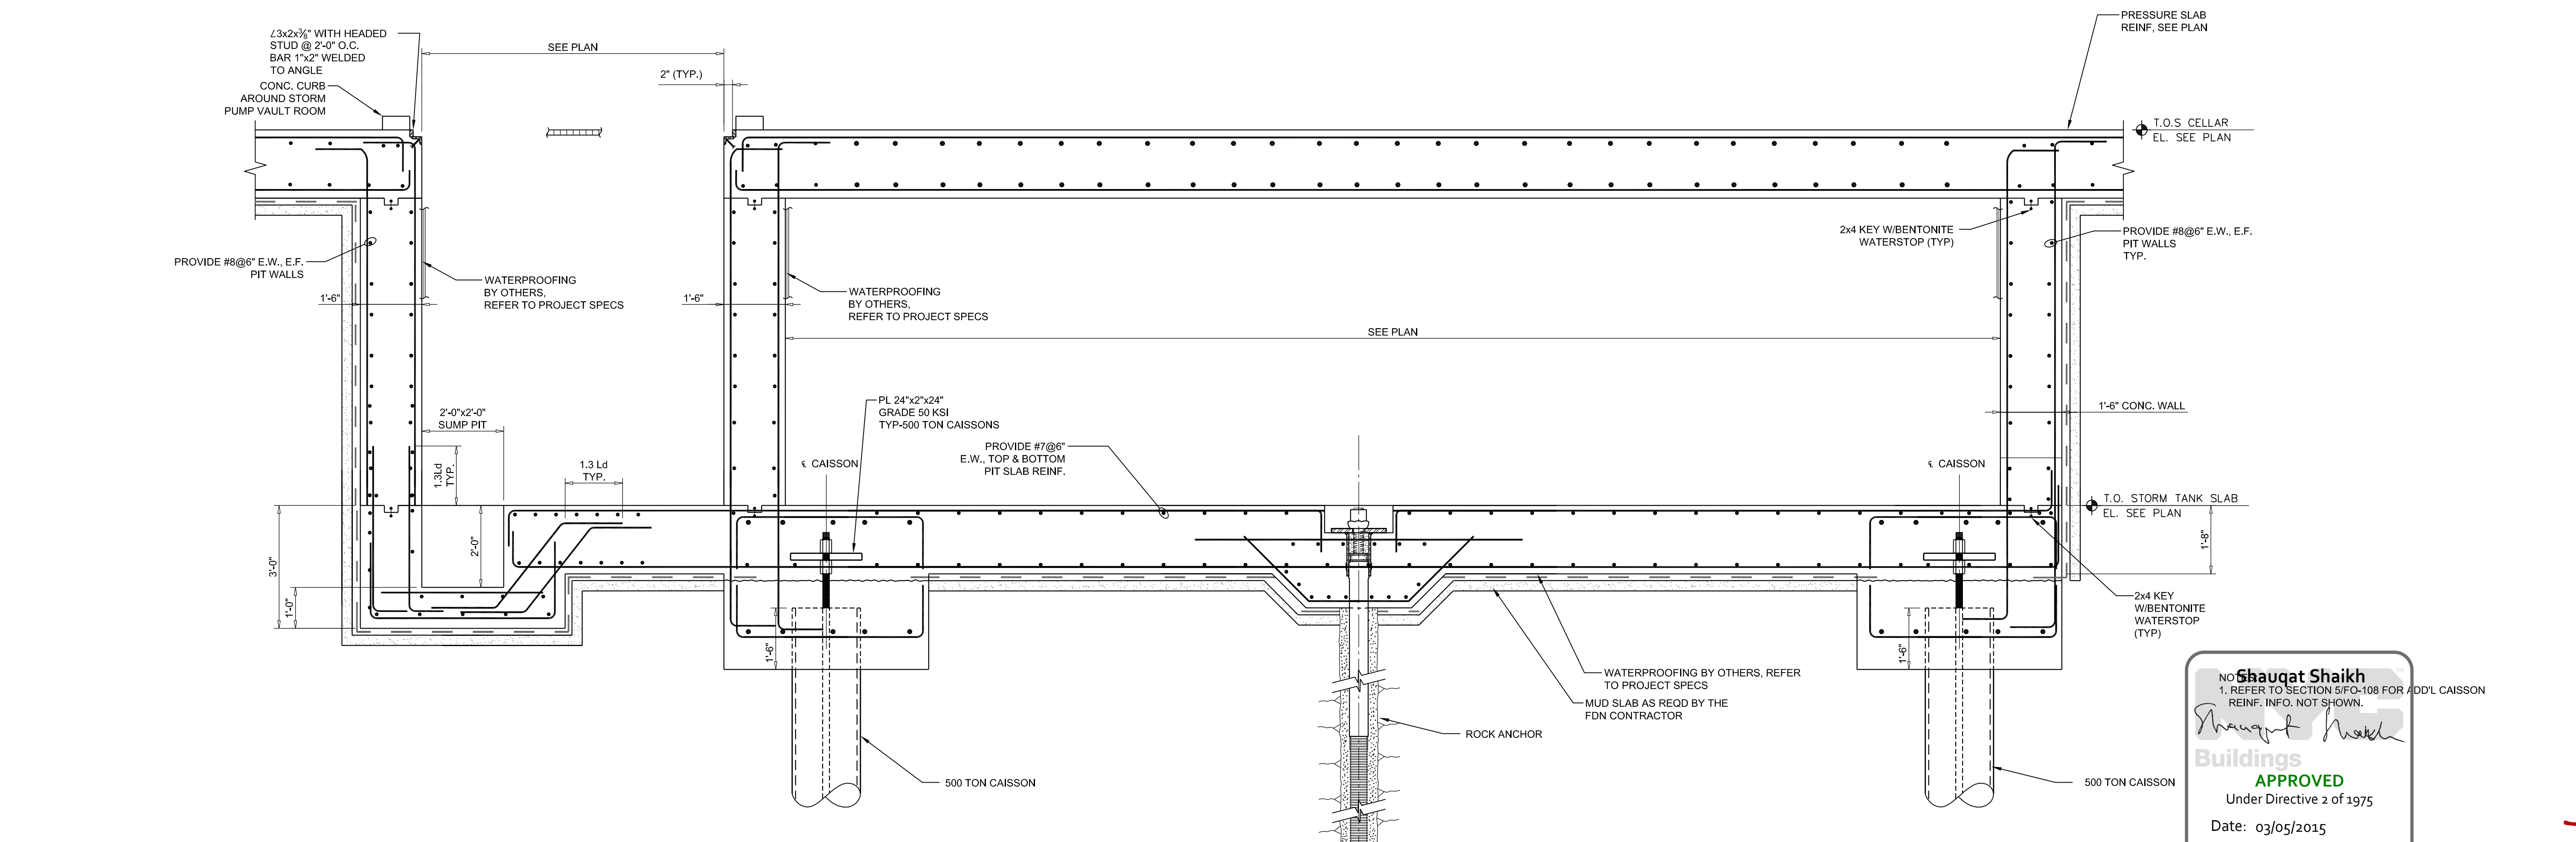 ∠3x2x⅜" WITH HEADED
STUD @ 2'-0" O.C.
BAR 1"x2" WELDED
TO ANGLE
CONC. CURB
AROUND STORM
PUMP VAULT ROOM
SEE PLAN
2" (TYP.)
PRESSURE SLAB
REINF, SEE PLAN
T.O.S CELLAR
EL. SEE PLAN
PROVIDE #8@6" E.W., E.F.
PIT WALLS
1'-6"
WATERPROOFING
BY OTHERS,
REFER TO PROJECT SPECS
1'-6"
WATERPROOFING
BY OTHERS,
REFER TO PROJECT SPECS
SEE PLAN
2x4 KEY W/BENTONITE
WATERSTOP (TYP)
PROVIDE #8@6" E.W., E.F.
PIT WALLS
TYP.
2'-0"x2'-0"
SUMP PIT
1.3Ld
TYP.
1.3 Ld
TYP.
PL 24"x2"x24"
GRADE 50 KSI
TYP-500 TON CAISSONS
℄ CAISSON
PROVIDE #7@6"
E.W., TOP & BOTTOM
PIT SLAB REINF.
℄ CAISSON
1'-6" CONC. WALL
T.O. STORM TANK SLAB
EL. SEE PLAN
3'-0"
1'-0"
2'-0"
1'-6"
1'-6"
1'-8"
2x4 KEY
W/BENTONITE
WATERSTOP
(TYP)
WATERPROOFING BY OTHERS, REFER
TO PROJECT SPECS
MUD SLAB AS REQD BY THE
FDN CONTRACTOR
ROCK ANCHOR
500 TON CAISSON
500 TON CAISSON
Shauqat Shaikh
1. REFER TO SECTION 5/FO-108 FOR ADD'L CAISSON
REINF. INFO. NOT SHOWN.
NYC
Buildings
APPROVED
Under Directive 2 of 1975
Date: 03/05/2015